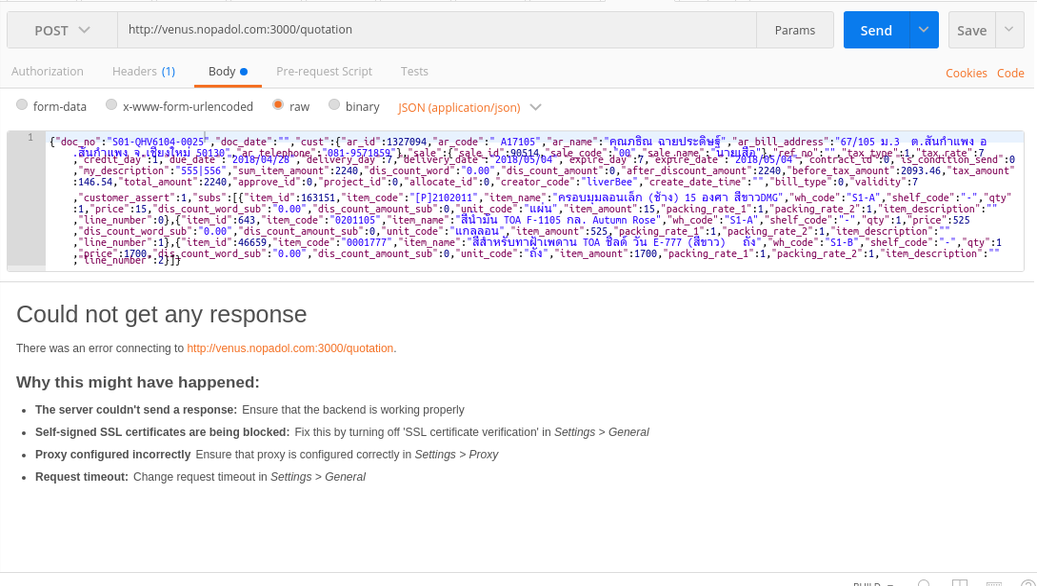 POST
http://venus.nopadol.com:3000/quotation
Params
Send
Save
Authorization
Headers (1)
Body
Pre-request Script
Tests
Cookies
Code
form-data
x-www-form-urlencoded
raw
binary
JSON (application/json)
1
{"doc_no":"S01-QHV6104-0025","doc_date":"","cust":{"ar_id":1327094,"ar_code":" A17105","ar_name":"คุณภธิณ ฉายประดิษฐ์","ar_bill_address":"67/105 ม.3 ต.สันกำแพง อ
.สันกำแพง จ.เชียงใหม่ 50130","ar_telephone":"081-9571859"},"sale":{"sale_id":90514,"sale_code":"00","sale_name":"นายเสือ"},"ref_no":"","tax_type":1,"tax_rate":7
,"credit_day":1,"due_date":"2018/04/28","delivery_day":7,"delivery_date":"2018/05/04","expire_day":7,"expire_date":"2018/05/04","contract_id":0,"is_condition_send":0
,"my_description":"555|556","sum_item_amount":2240,"dis_count_word":"0.00","dis_count_amount":0,"after_discount_amount":2240,"before_tax_amount":2093.46,"tax_amount"
:146.54,"total_amount":2240,"approve_id":0,"project_id":0,"allocate_id":0,"creator_code":"liverBee","create_date_time":"","bill_type":0,"validity":7
,"customer_assert":1,"subs":[{"item_id":163151,"item_code":"[P]2102011","item_name":"ครอบมุมลอนเล็ก (ช้าง) 15 องศา สีขาวDMG","wh_code":"S1-A","shelf_code":"-","qty"
:1,"price":15,"dis_count_word_sub":"0.00","dis_count_amount_sub":0,"unit_code":"แผ่น","item_amount":15,"packing_rate_1":1,"packing_rate_2":1,"item_description":""
,"line_number":0},{"item_id":643,"item_code":"0201105","item_name":"สีน้ำมัน TOA F-1105 กล. Autumn Rose","wh_code":"S1-A","shelf_code":"-","qty":1,"price":525
,"dis_count_word_sub":"0.00","dis_count_amount_sub":0,"unit_code":"แกลลอน","item_amount":525,"packing_rate_1":1,"packing_rate_2":1,"item_description":""
,"line_number":1},{"item_id":46659,"item_code":"0001777","item_name":"สีสำหรับทาฝ้าเพดาน TOA ชิลด์ วัน E-777 (สีขาว) ถัง","wh_code":"S1-B","shelf_code":"-","qty":1
,"price":1700,"dis_count_word_sub":"0.00","dis_count_amount_sub":0,"unit_code":"ถัง","item_amount":1700,"packing_rate_1":1,"packing_rate_2":1,"item_description":""
,"line_number":2}]}
Could not get any response
There was an error connecting to http://venus.nopadol.com:3000/quotation.
Why this might have happened:
The server couldn't send a response: Ensure that the backend is working properly
Self-signed SSL certificates are being blocked: Fix this by turning off 'SSL certificate verification' in Settings > General
Proxy configured incorrectly Ensure that proxy is configured correctly in Settings > Proxy
Request timeout: Change request timeout in Settings > General
BUILD